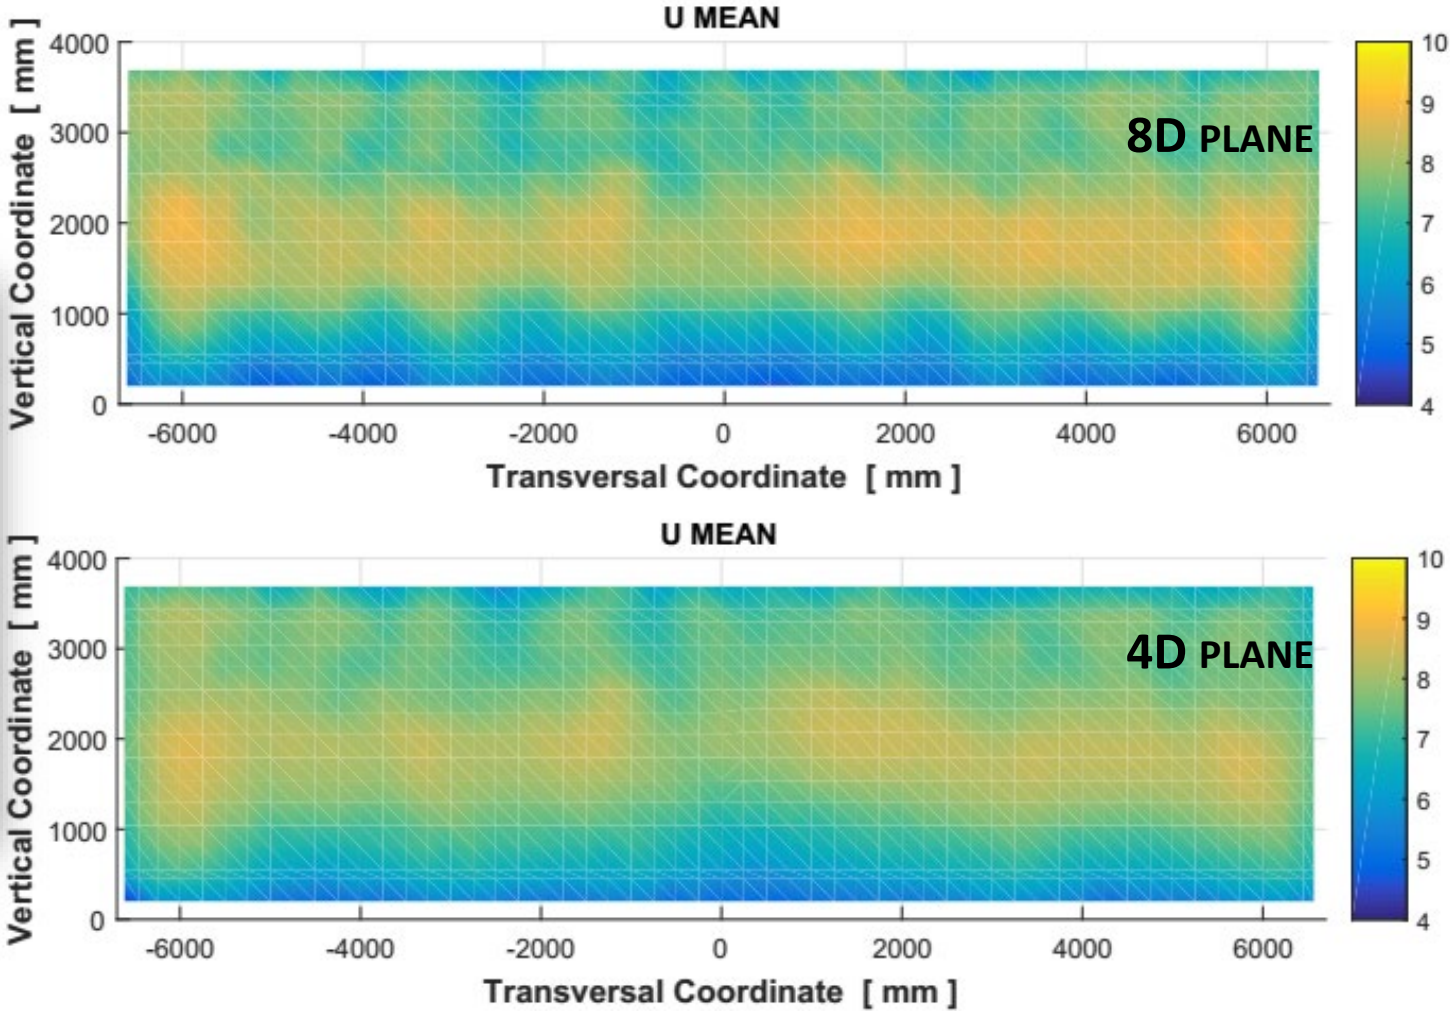 U MEAN
Vertical Coordinate [ mm ]
4000
3000
2000
1000
0
-6000 -4000 -2000 0 2000 4000 6000
Transversal Coordinate [ mm ]
8D PLANE
10
9
8
7
6
5
4
U MEAN
Vertical Coordinate [ mm ]
4000
3000
2000
1000
0
-6000 -4000 -2000 0 2000 4000 6000
Transversal Coordinate [ mm ]
4D PLANE
10
9
8
7
6
5
4